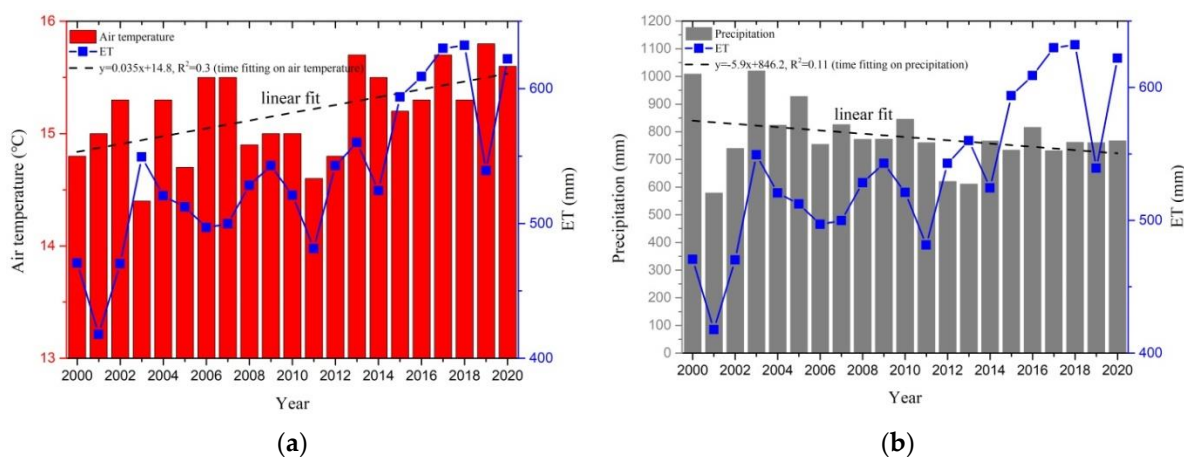 16
Air temperature
ET
y=0.035x+14.8, R²=0.3 (time fitting on air temperature)
linear fit
15
14
13
Air temperature (°C)
600
500
400
ET (mm)
2000 2002 2004 2006 2008 2010 2012 2014 2016 2018 2020
Year
(a)
1200
1100
1000
900
800
700
600
500
400
300
200
100
0
Precipitation (mm)
Precipitation
ET
y=-5.9x+846.2, R²=0.11 (time fitting on precipitation)
linear fit
600
500
400
ET (mm)
2000 2002 2004 2006 2008 2010 2012 2014 2016 2018 2020
Year
(b)